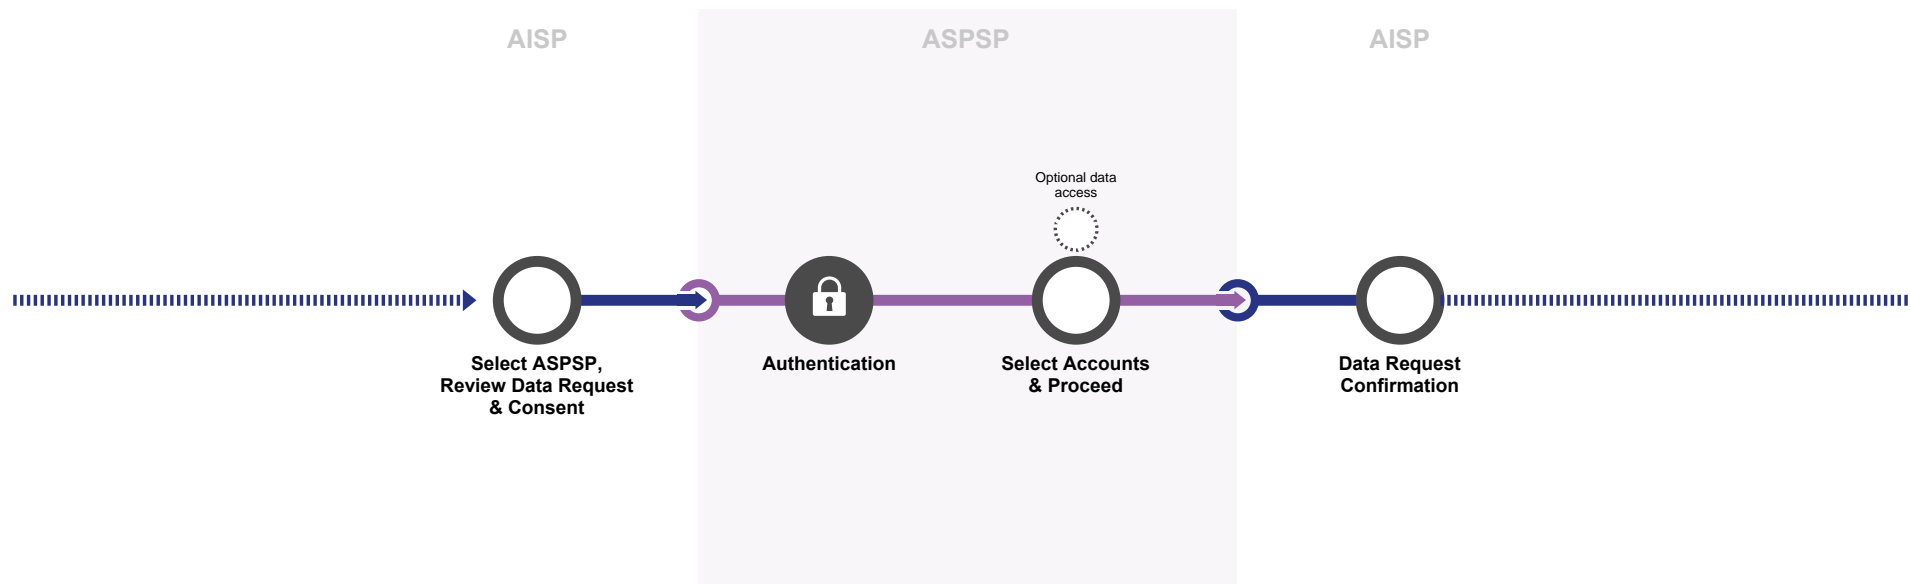 AISP
ASPSP
AISP
Optional data
access
Select ASPSP,
Review Data Request
& Consent
Authentication
Select Accounts
& Proceed
Data Request
Confirmation